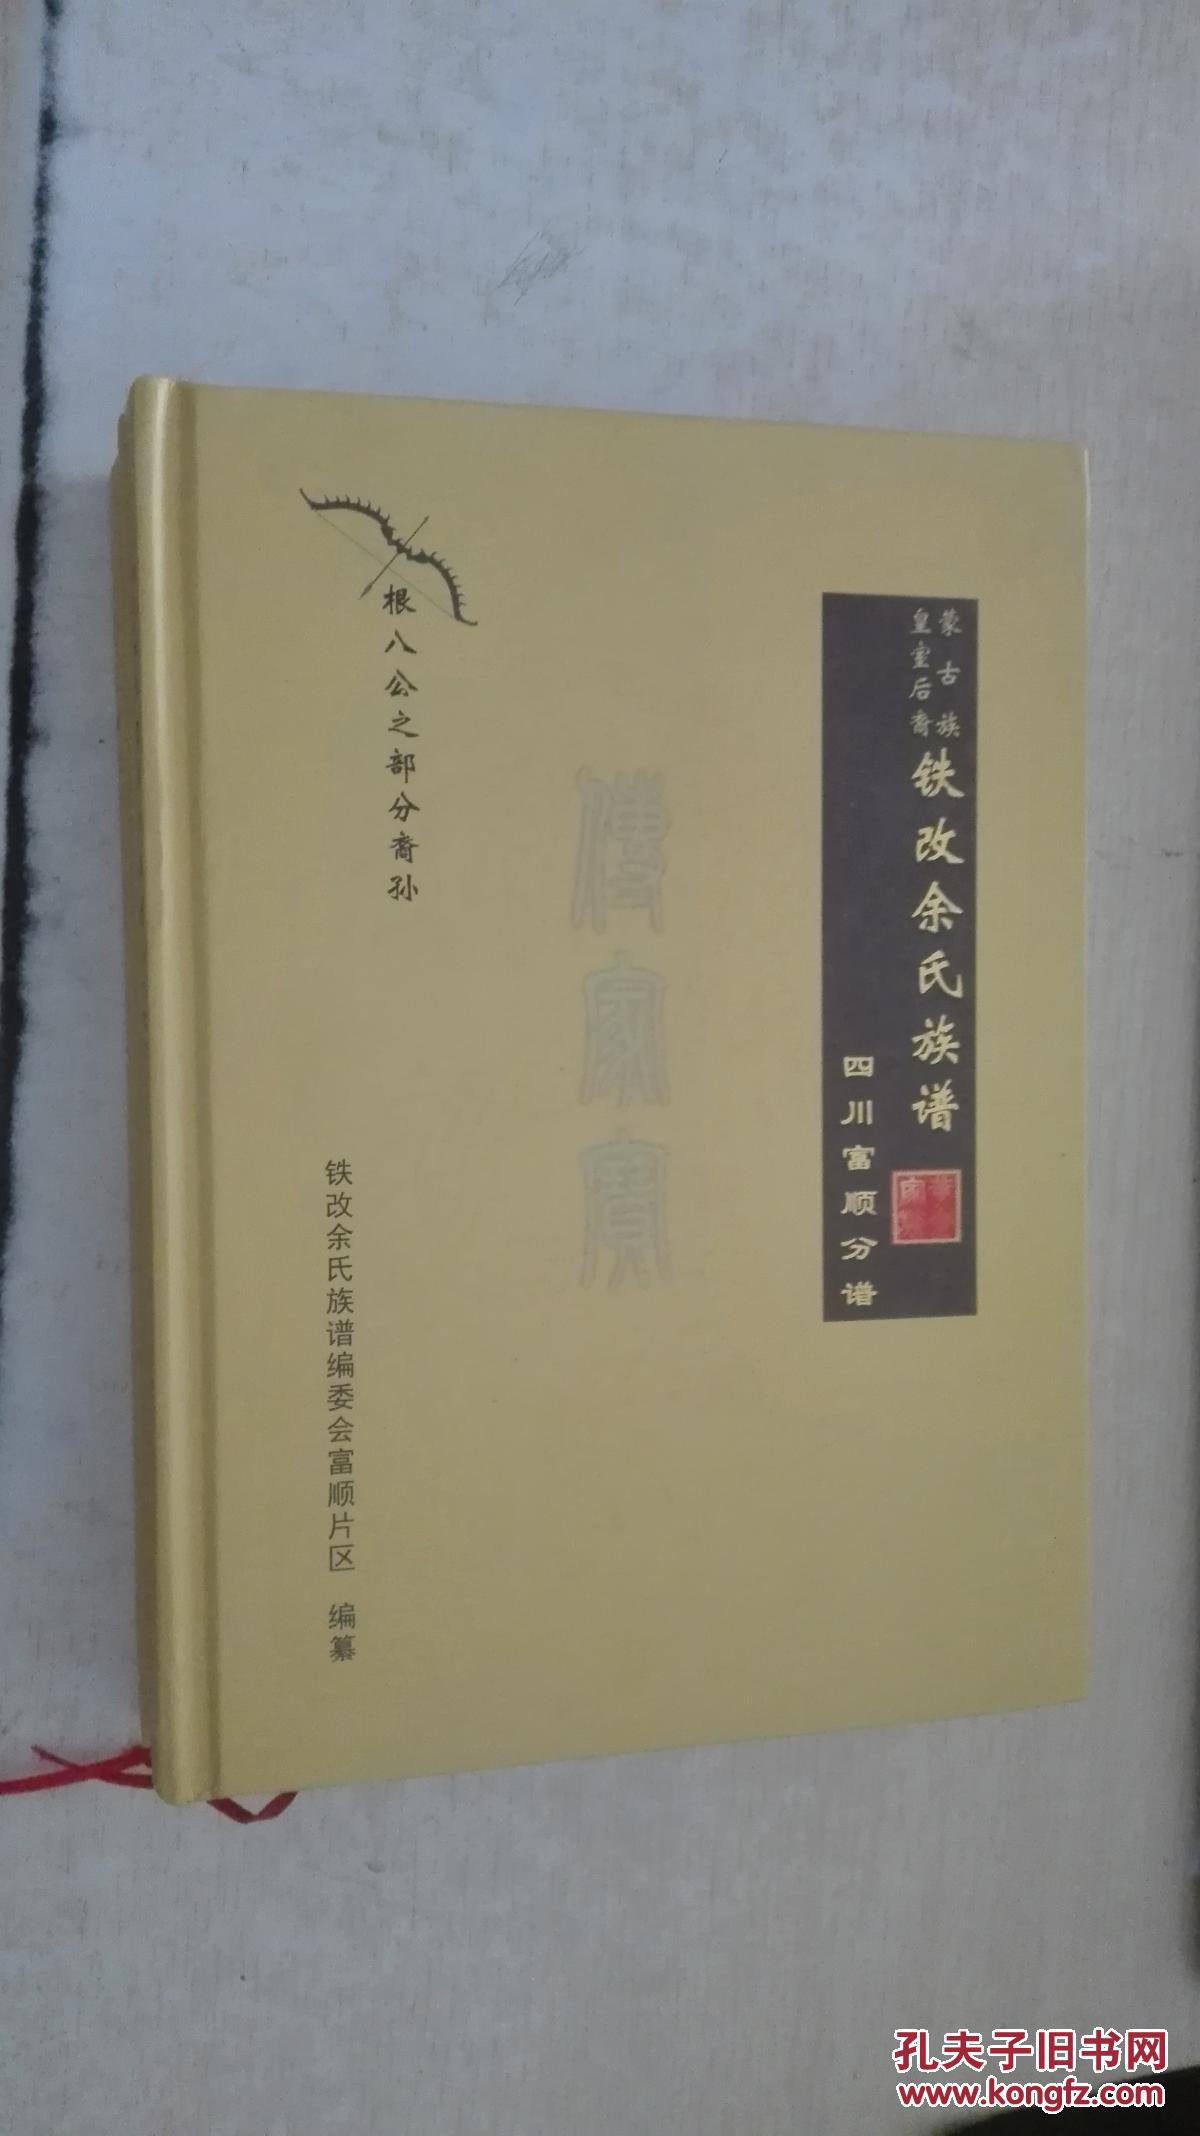 蒙古族
皇室后裔
铁改余氏族谱
四川富顺分谱
傳家寶
根八公之部分裔孙
铁改余氏族谱编委会富顺片区 编纂
孔夫子旧书网
www.kongfz.com